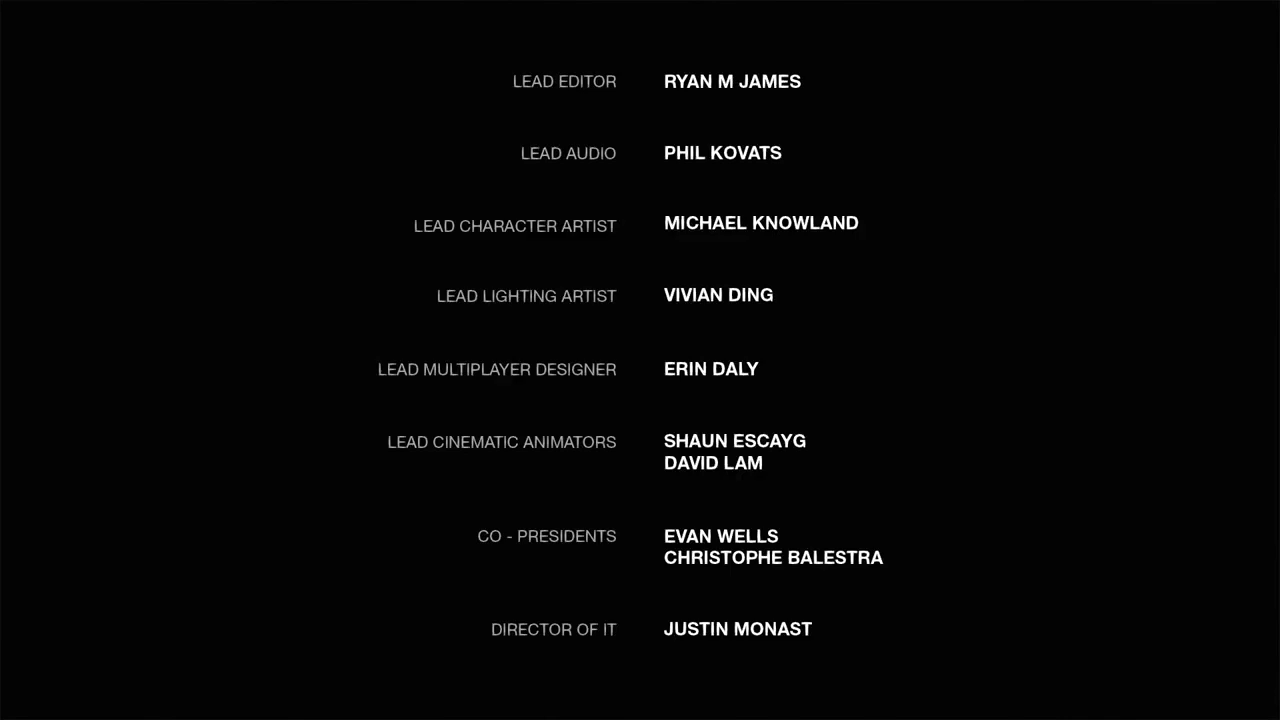 LEAD EDITOR RYAN M JAMES
LEAD AUDIO PHIL KOVATS
LEAD CHARACTER ARTIST MICHAEL KNOWLAND
LEAD LIGHTING ARTIST VIVIAN DING
LEAD MULTIPLAYER DESIGNER ERIN DALY
LEAD CINEMATIC ANIMATORS SHAUN ESCAYG
DAVID LAM
CO - PRESIDENTS EVAN WELLS
CHRISTOPHE BALESTRA
DIRECTOR OF IT JUSTIN MONAST